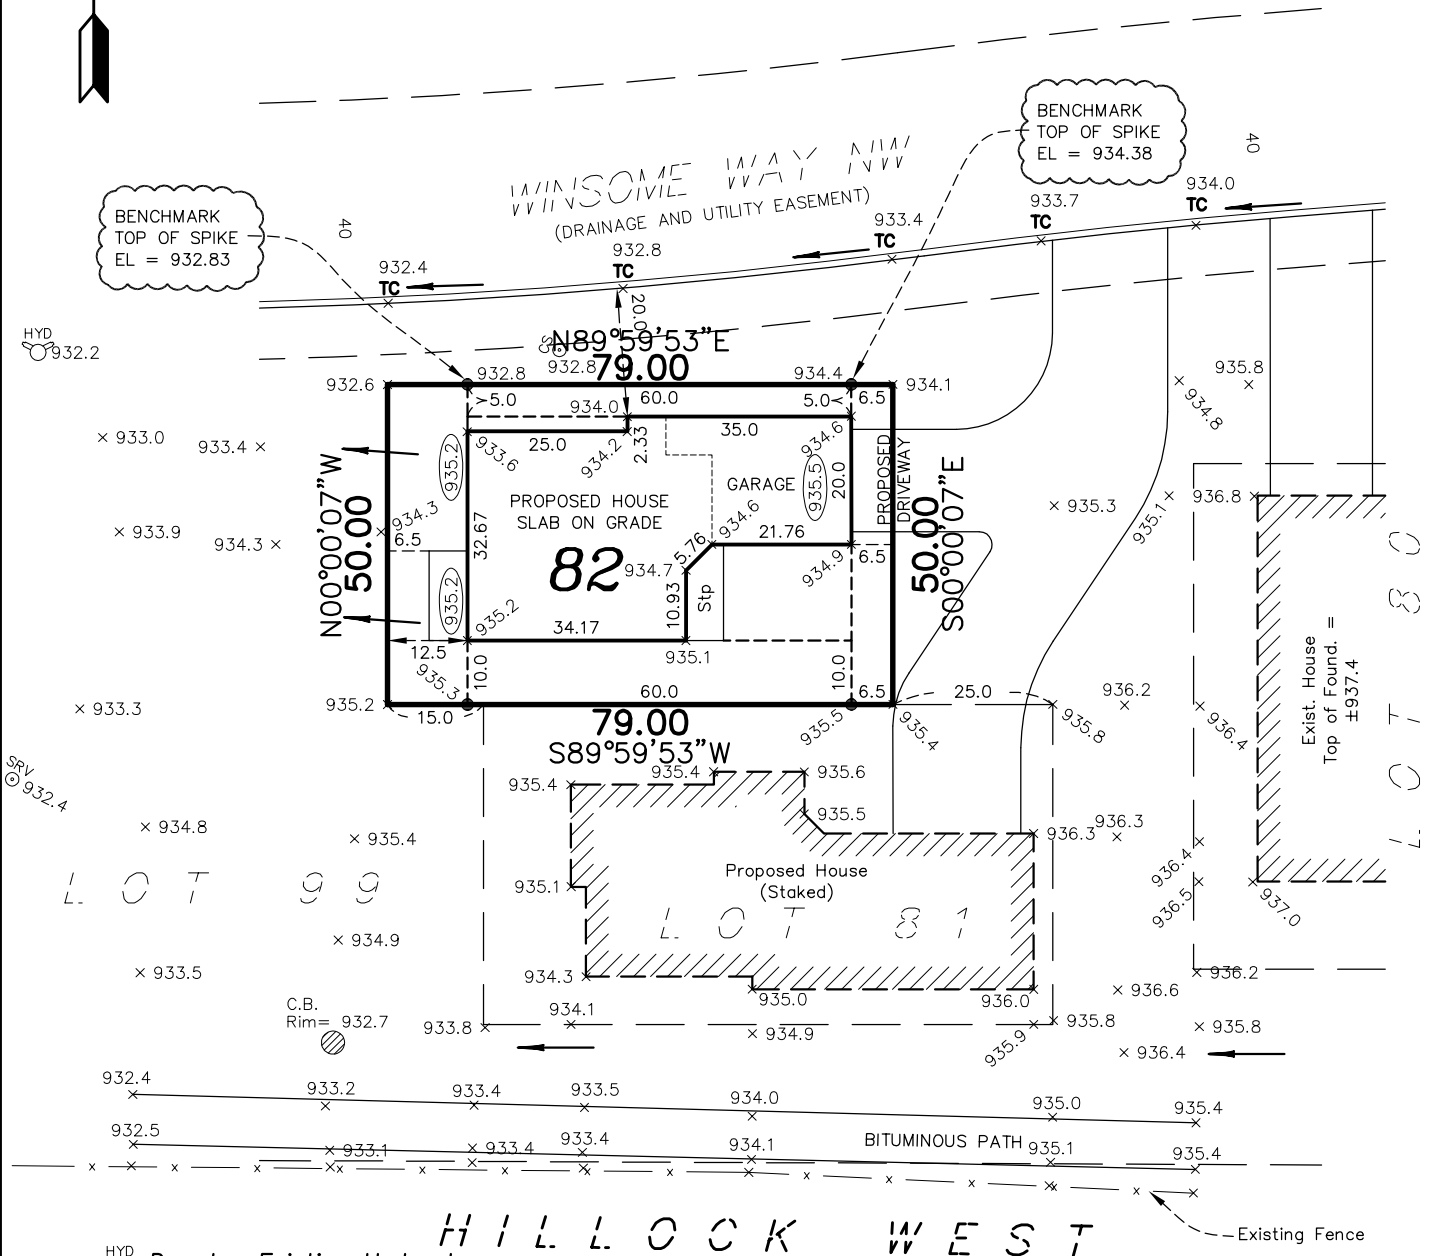 BENCHMARK
TOP OF SPIKE
EL = 934.38
40
WINSOME WAY NW
(DRAINAGE AND UTILITY EASEMENT)
BENCHMARK
TOP OF SPIKE
EL = 932.83
40
934.0
TC
933.7
TC
933.4
TC
932.8
TC
932.4
TC
20.0
HYD
932.2
N89°59'53"E
79.00
932.8
932.6
932.8
934.4
934.1
935.8
934.8
5.0
60.0
5.0
6.5
934.0
933.0
933.4
25.0
2.33
35.0
934.6
933.6
934.2
935.2
935.5
20.0
GARAGE
PROPOSED
DRIVEWAY
PROPOSED HOUSE
SLAB ON GRADE
82
N00°00'07"W
50.00
S00°00'07"E
50.00
933.9
934.3
934.3
6.5
32.67
934.6
21.76
5.76
934.7
934.9
6.5
935.3
935.1
936.8
935.2
935.2
10.93
Stp
34.17
935.1
12.5
935.3
10.0
10.0
60.0
6.5
935.2
15.0
79.00
S89°59'53"W
935.5
935.4
25.0
935.8
936.2
936.4
933.3
SRV
932.4
Exist. House
Top of Found. =
±937.4
LOT 80
935.4
935.4
935.6
935.5
934.8
935.4
936.3
936.3
936.4
936.5
937.0
Proposed House
(Staked)
LOT 99
LOT 81
935.1
934.9
933.5
934.3
935.0
936.0
936.2
936.6
C.B.
Rim= 932.7
933.8
934.1
934.9
935.9
935.8
935.8
936.4
932.4
933.2
933.4
933.5
934.0
935.0
935.4
932.5
933.1
933.4
933.4
934.1
BITUMINOUS PATH
935.1
935.4
HILLOCK WEST
Existing Fence
HYD